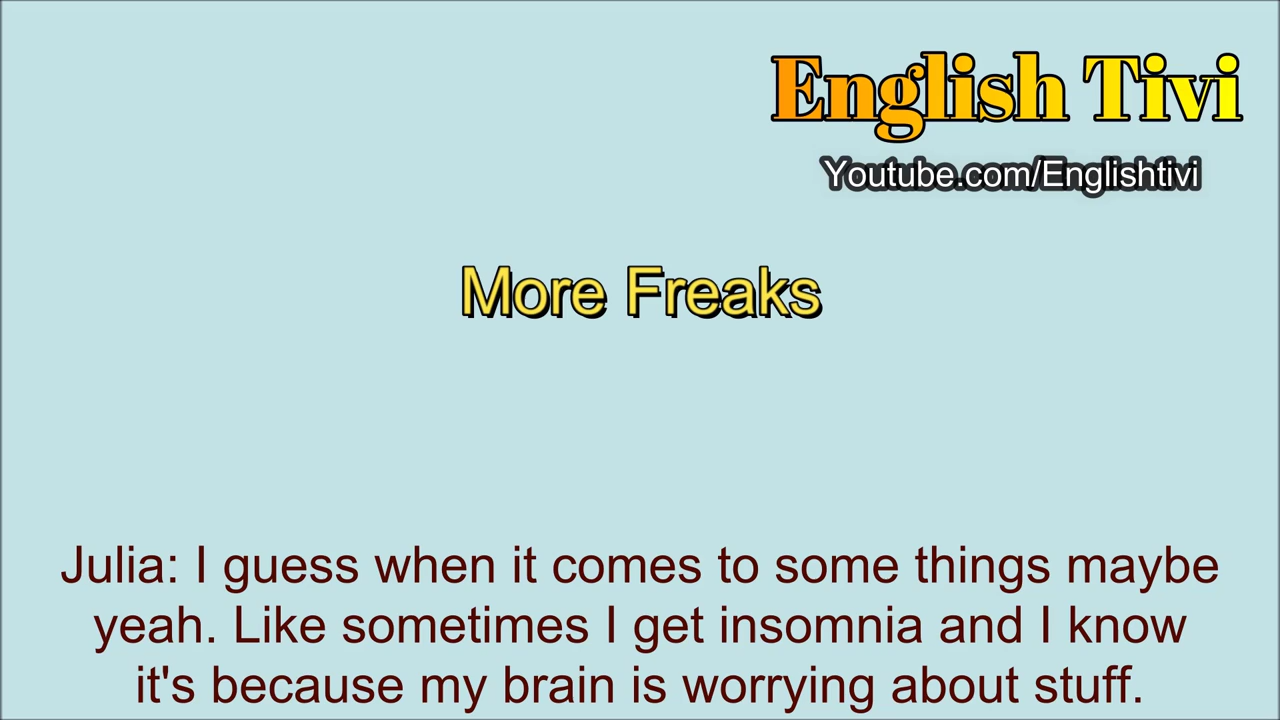 English Tivi
Youtube.com/Englishtivi
More Freaks
Julia: I guess when it comes to some things maybe
yeah. Like sometimes I get insomnia and I know
it's because my brain is worrying about stuff.